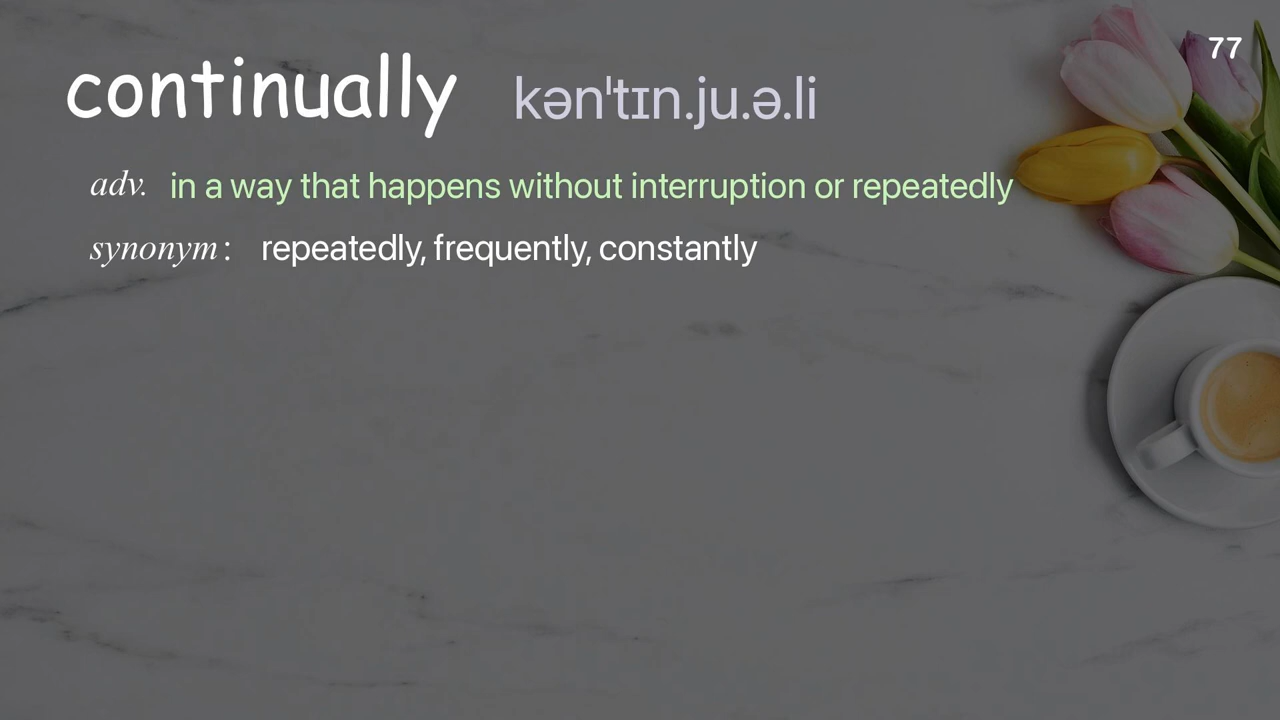 77
continually kən'tɪn.ju.ə.li
adv. in a way that happens without interruption or repeatedly
synonym: repeatedly, frequently, constantly